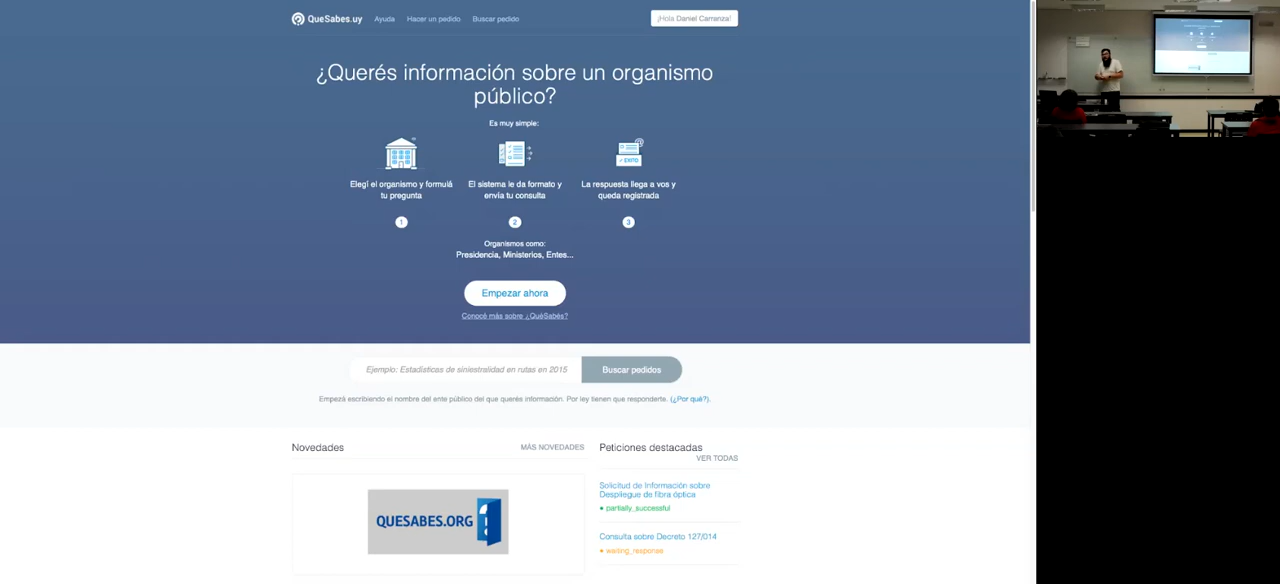 QueSabes.uy
Ayuda
Hacer un pedido
Buscar pedido
¡Hola Daniel Carranza!
¿Querés información sobre un organismo
público?
Es muy simple:
✓ EXITO
Elegí el organismo y formulá
tu pregunta
El sistema le da formato y
envía tu consulta
La respuesta llega a vos y
queda registrada
1
2
3
Organismos como:
Presidencia, Ministerios, Entes...
Empezar ahora
Conocé más sobre ¿QuéSabés?
Ejemplo: Estadísticas de siniestralidad en rutas en 2015
Buscar pedidos
Empezá escribiendo el nombre del ente público del que querés información. Por ley tienen que responderte. (¿Por qué?).
Novedades
MÁS NOVEDADES
Peticiones destacadas
VER TODAS
QUESABES.ORG
Solicitud de Información sobre
Despliegue de fibra óptica
• partially_successful
Consulta sobre Decreto 127/014
• waiting_response